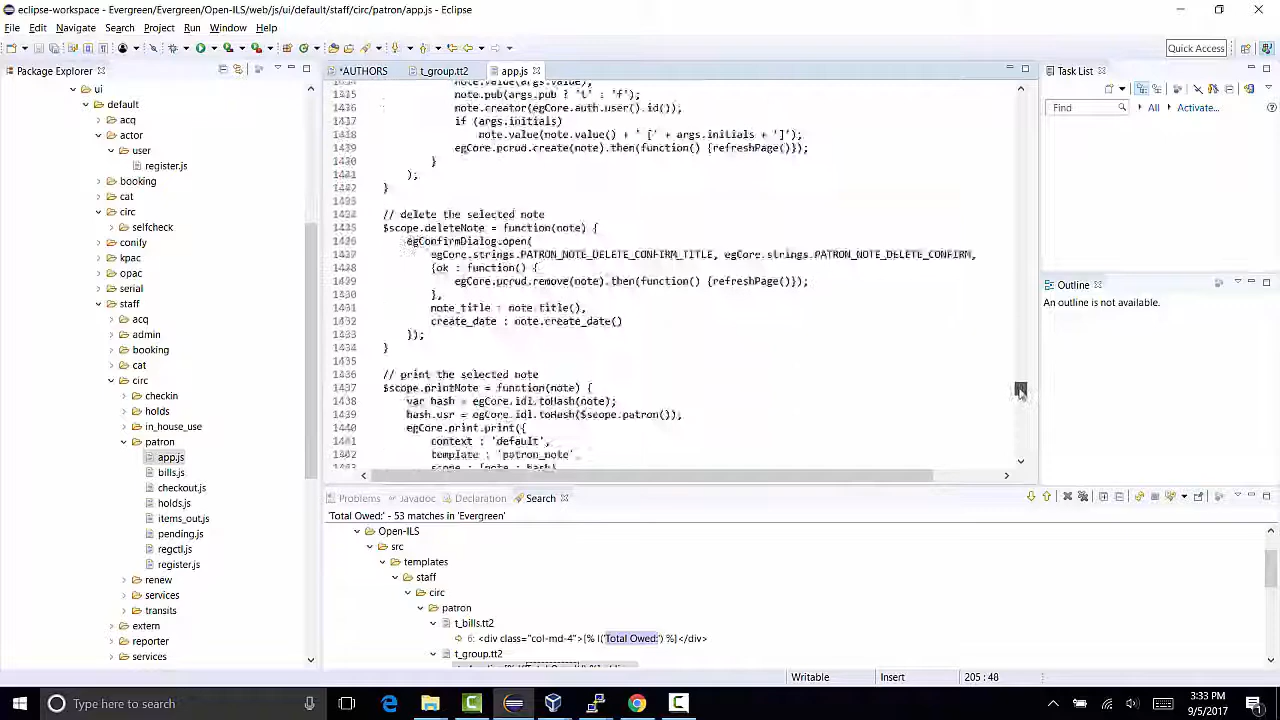 eclipse-workspace - Evergreen/Evergreen/Open-ILS/web/js/ui/default/staff/circ/patron/app.js - Eclipse
File Edit Navigate Search Project Run Window Help
Quick Access
Package Explorer
*AUTHORS t_group.tt2 app.js
Task List
Find All Activate...
ui
default
acq
actor
user
register.js
booking
cat
circ
selfcheck
conify
kpac
opac
serial
staff
acq
admin
booking
cat
circ
checkin
holds
in_house_use
patron
app.js
bills.js
checkout.js
holds.js
items_out.js
pending.js
regctl.js
register.js
renew
services
transits
extern
reporter
services
note.value(args.value);
note.pub(args.pub ? 't' : 'f');
note.creator(egCore.auth.user().id());
if (args.initials)
note.value(note.value() + ' [' + args.initials + ']');
egCore.pcrud.create(note).then(function() {refreshPage()});
}
);
}
// delete the selected note
$scope.deleteNote = function(note) {
egConfirmDialog.open(
egCore.strings.PATRON_NOTE_DELETE_CONFIRM_TITLE, egCore.strings.PATRON_NOTE_DELETE_CONFIRM,
{ok : function() {
egCore.pcrud.remove(note).then(function() {refreshPage()});
},
note_title : note.title(),
create_date : note.create_date()
});
}
1435
// print the selected note
$scope.printNote = function(note) {
var hash = egCore.idl.toHash(note);
1439 hash.usr = egCore.idl.toHash($scope.patron());
egCore.print.print({
1441 context : 'default',
template : 'patron_note'
scope : {note : hash}
Outline
An outline is not available.
Problems Javadoc Declaration Search
'Total Owed:' - 53 matches in 'Evergreen'
Open-ILS
src
templates
staff
circ
patron
t_bills.tt2
6: <div class="col-md-4">[% l('Total Owed:') %]</div>
t_group.tt2
Writable Insert 205 : 48
Type here to search
3:33 PM
9/5/2017